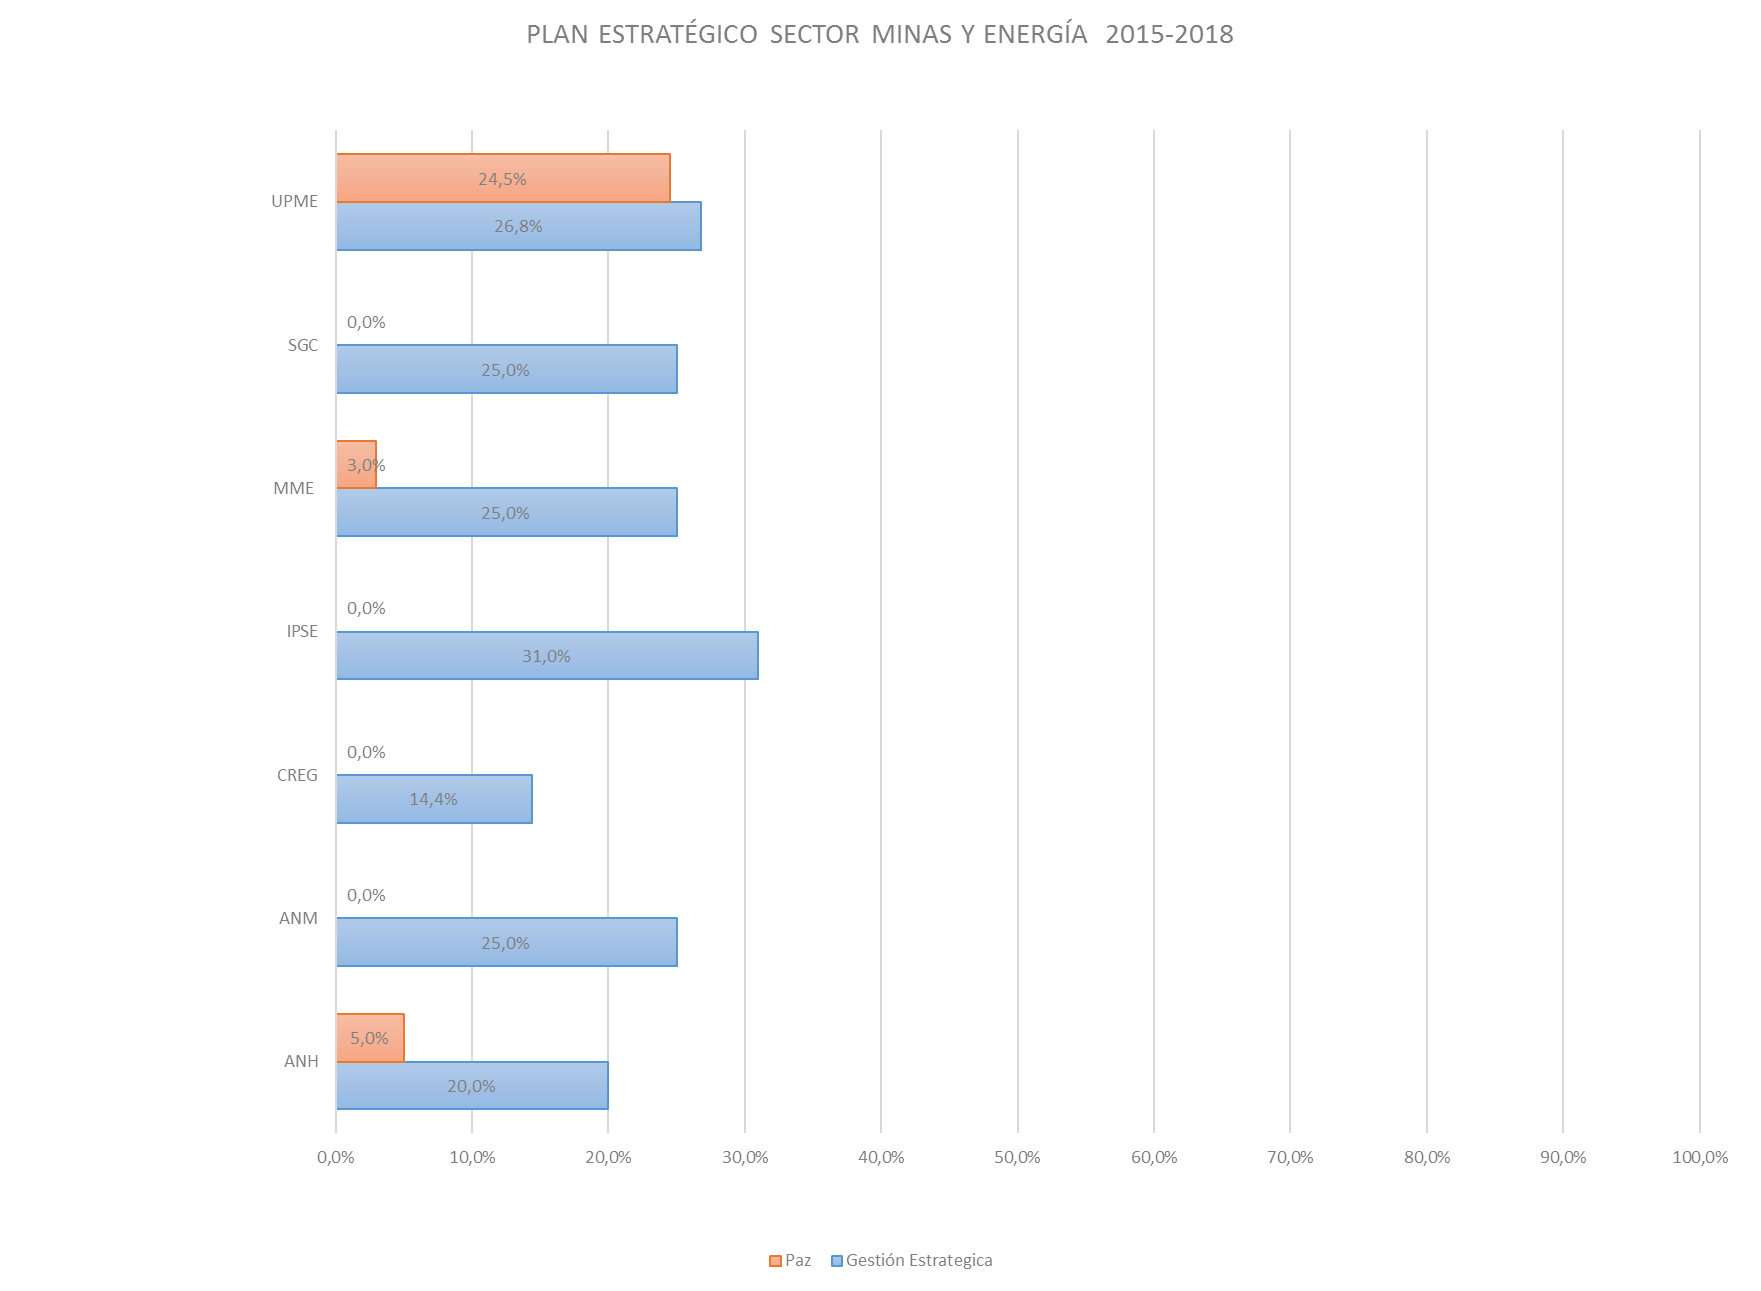 PLAN ESTRATÉGICO SECTOR MINAS Y ENERGÍA 2015-2018
24,5%
UPME
26,8%
0,0%
SGC
25,0%
3,0%
MME
25,0%
0,0%
IPSE
31,0%
0,0%
CREG
14,4%
0,0%
ANM
25,0%
5,0%
ANH
20,0%
0,0% 10,0% 20,0% 30,0% 40,0% 50,0% 60,0% 70,0% 80,0% 90,0% 100,0%
Paz Gestión Estrategica